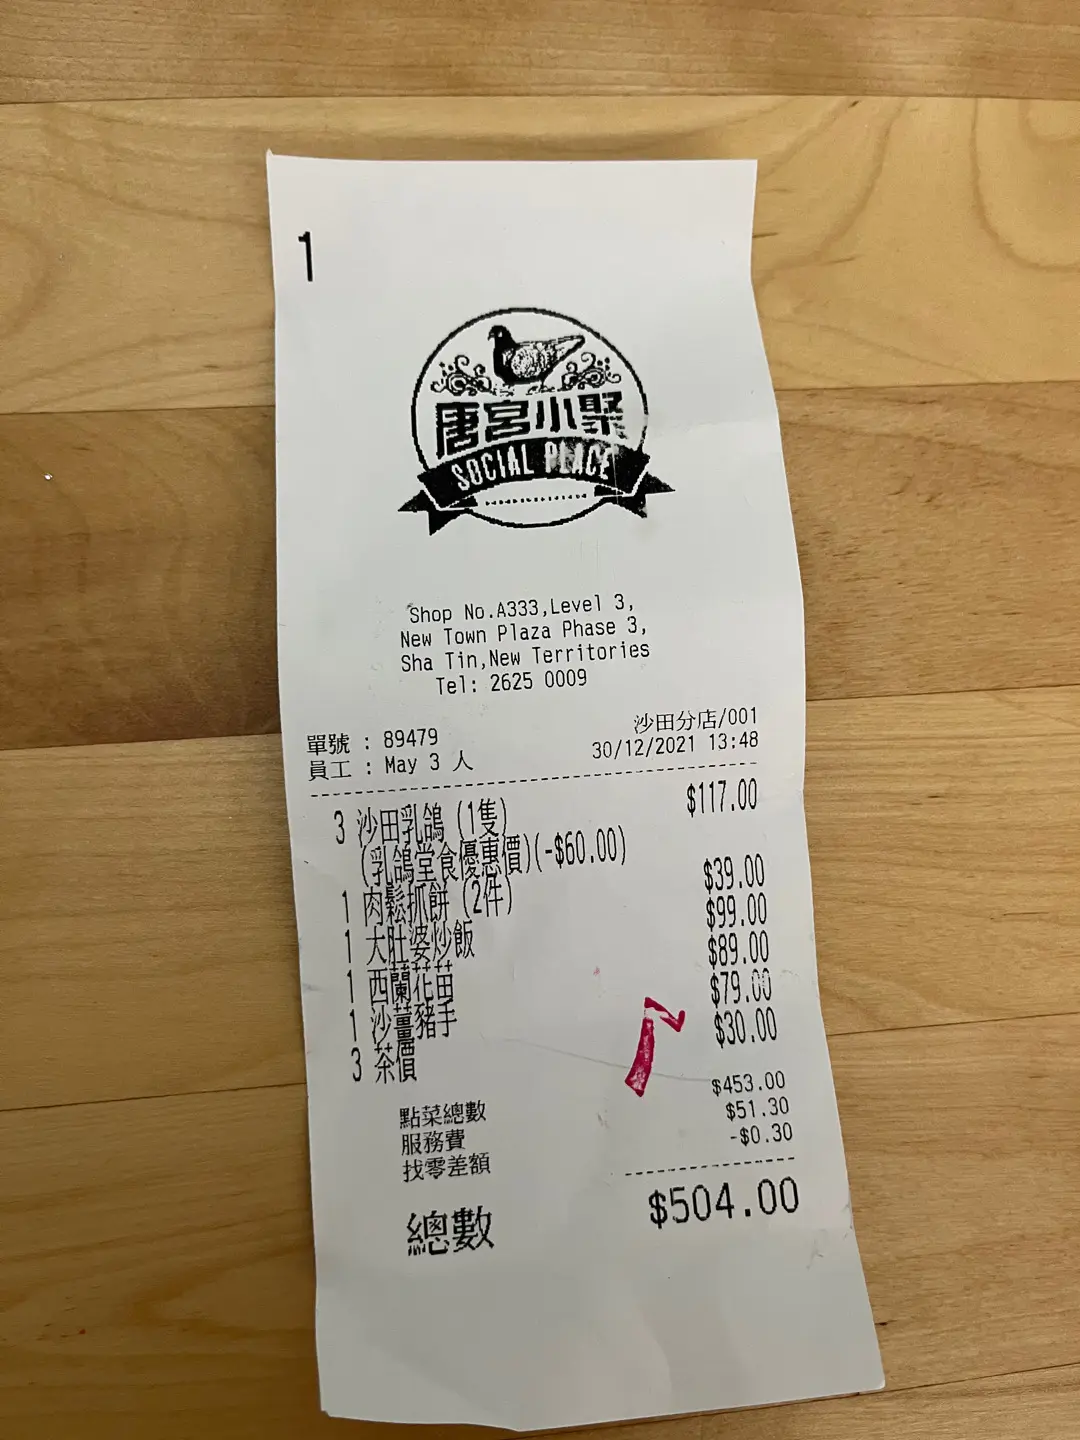 1
唐宮小聚
SOCIAL PLACE
Shop No.A333,Level 3,
New Town Plaza Phase 3,
Sha Tin,New Territories
Tel: 2625 0009
沙田分店/001
單號 : 89479 30/12/2021 13:48
員工 : May 3 人
3 沙田乳鴿 (1隻) $117.00
(乳鴿堂食優惠價)(-$60.00)
1 肉鬆抓餅 (2件) $39.00
1 大肚婆炒飯 $99.00
1 西蘭花苗 $89.00
1 沙薑豬手 $79.00
3 茶價 $30.00
點菜總數 $453.00
服務費 $51.30
找零差額 -$0.30
總數 $504.00